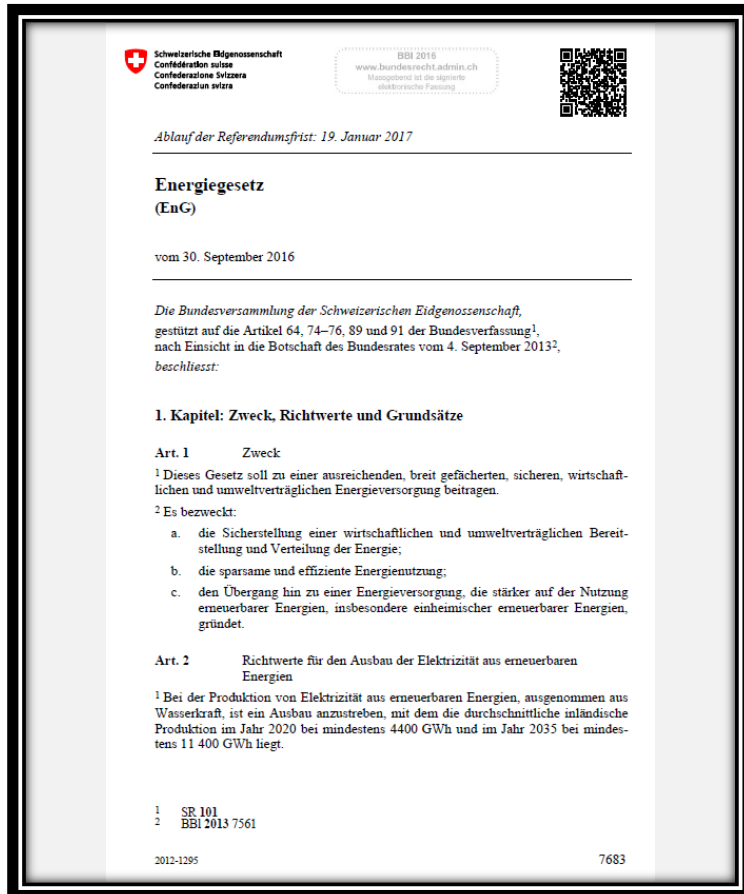 Schweizerische Eidgenossenschaft
Confédération suisse
Confederazione Svizzera
Confederaziun svizra
BBl 2016
www.bundesrecht.admin.ch
Massgebend ist die signierte
elektronische Fassung
Ablauf der Referendumsfrist: 19. Januar 2017
Energiegesetz
(EnG)
vom 30. September 2016
Die Bundesversammlung der Schweizerischen Eidgenossenschaft,
gestützt auf die Artikel 64, 74–76, 89 und 91 der Bundesverfassung1,
nach Einsicht in die Botschaft des Bundesrates vom 4. September 20132,
beschliesst:
1. Kapitel: Zweck, Richtwerte und Grundsätze
Art. 1 Zweck
1 Dieses Gesetz soll zu einer ausreichenden, breit gefächerten, sicheren, wirtschaft-
lichen und umweltverträglichen Energieversorgung beitragen.
2 Es bezweckt:
a. die Sicherstellung einer wirtschaftlichen und umweltverträglichen Bereit-
stellung und Verteilung der Energie;
b. die sparsame und effiziente Energienutzung;
c. den Übergang hin zu einer Energieversorgung, die stärker auf der Nutzung
erneuerbarer Energien, insbesondere einheimischer erneuerbarer Energien,
gründet.
Art. 2 Richtwerte für den Ausbau der Elektrizität aus erneuerbaren
Energien
1 Bei der Produktion von Elektrizität aus erneuerbaren Energien, ausgenommen aus
Wasserkraft, ist ein Ausbau anzustreben, mit dem die durchschnittliche inländische
Produktion im Jahr 2020 bei mindestens 4400 GWh und im Jahr 2035 bei mindes-
tens 11 400 GWh liegt.
1 SR 101
2 BBl 2013 7561
2012-1295 7683